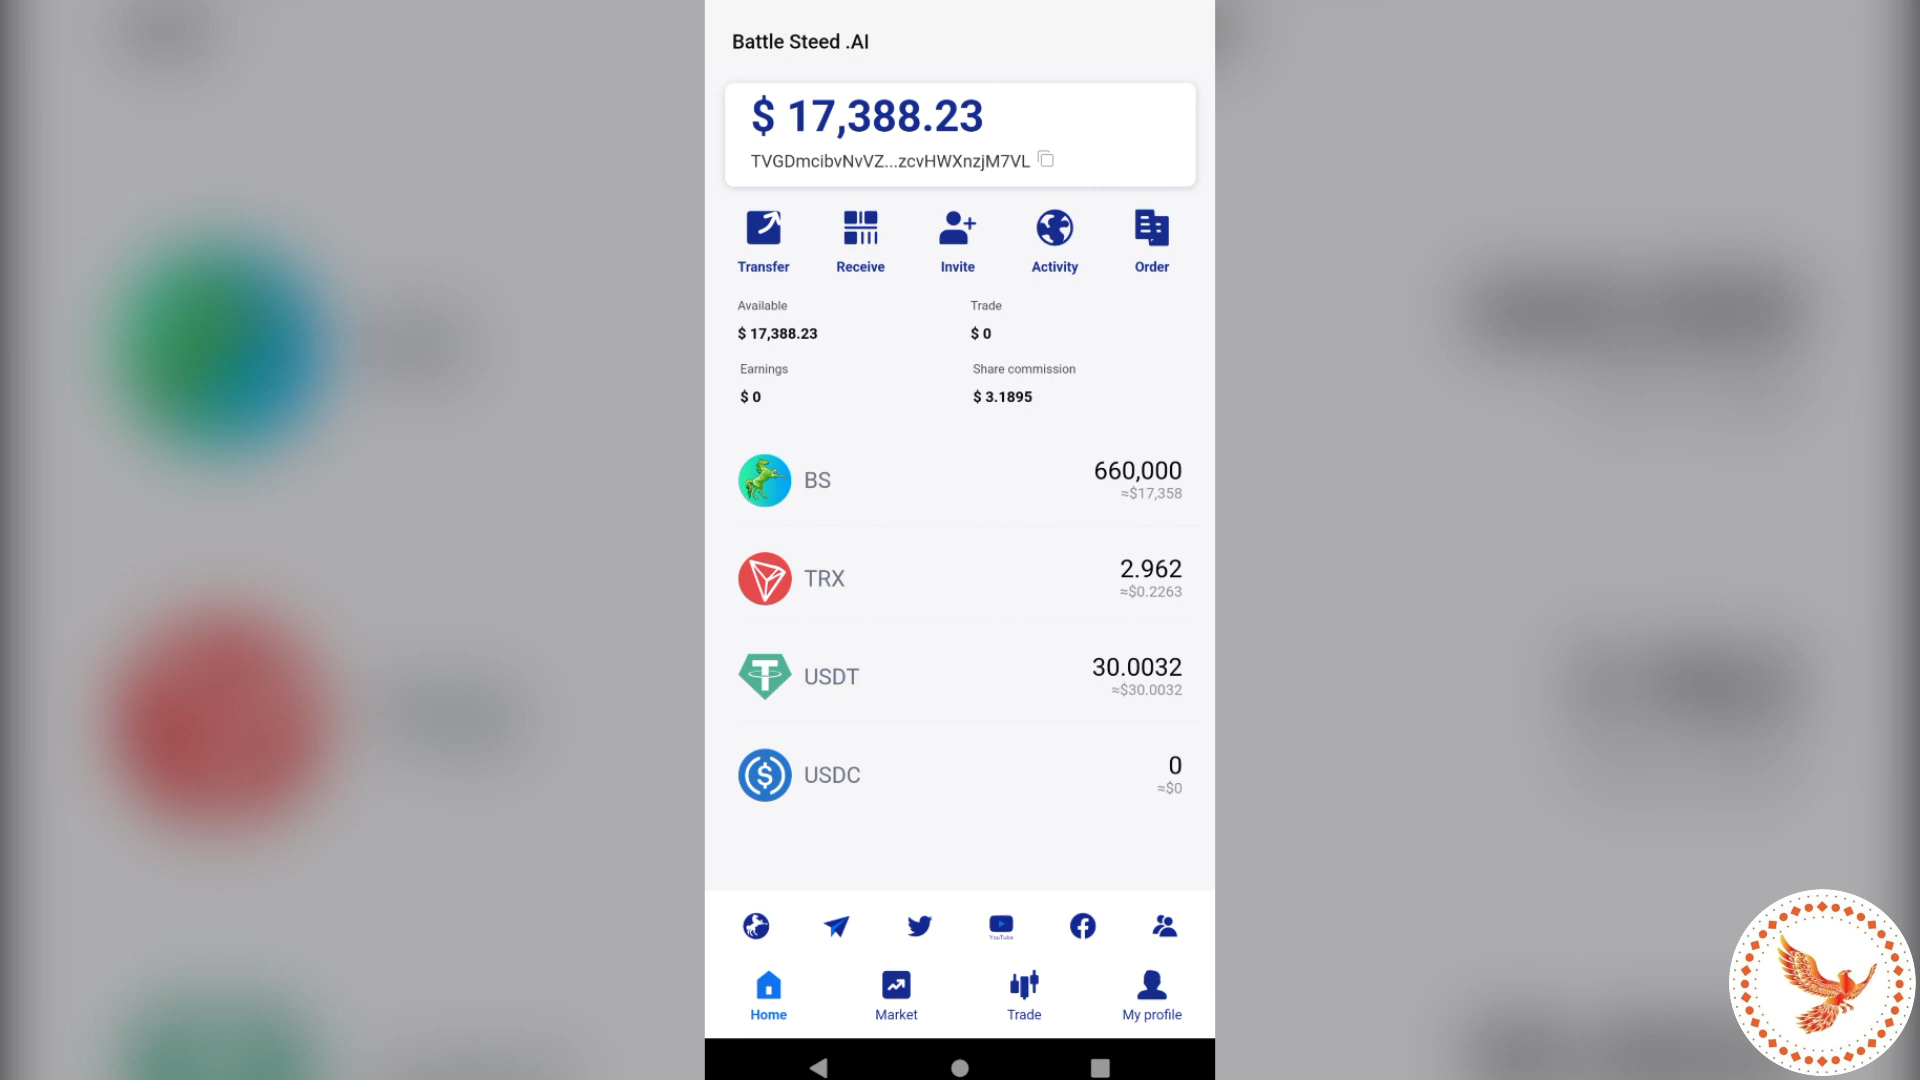 Battle Steed .AI
$ 17,388.23
TVGDmcibvNvVZ...zcvHWXnzjM7VL
Transfer Receive Invite Activity Order
Available Trade
$ 17,388.23 $ 0
Earnings Share commission
$ 0 $ 3.1895
BS 660,000
≈$17,358
TRX 2.962
≈$0.2263
USDT 30.0032
≈$30.0032
USDC 0
≈$0
YouTube
Home Market Trade My profile